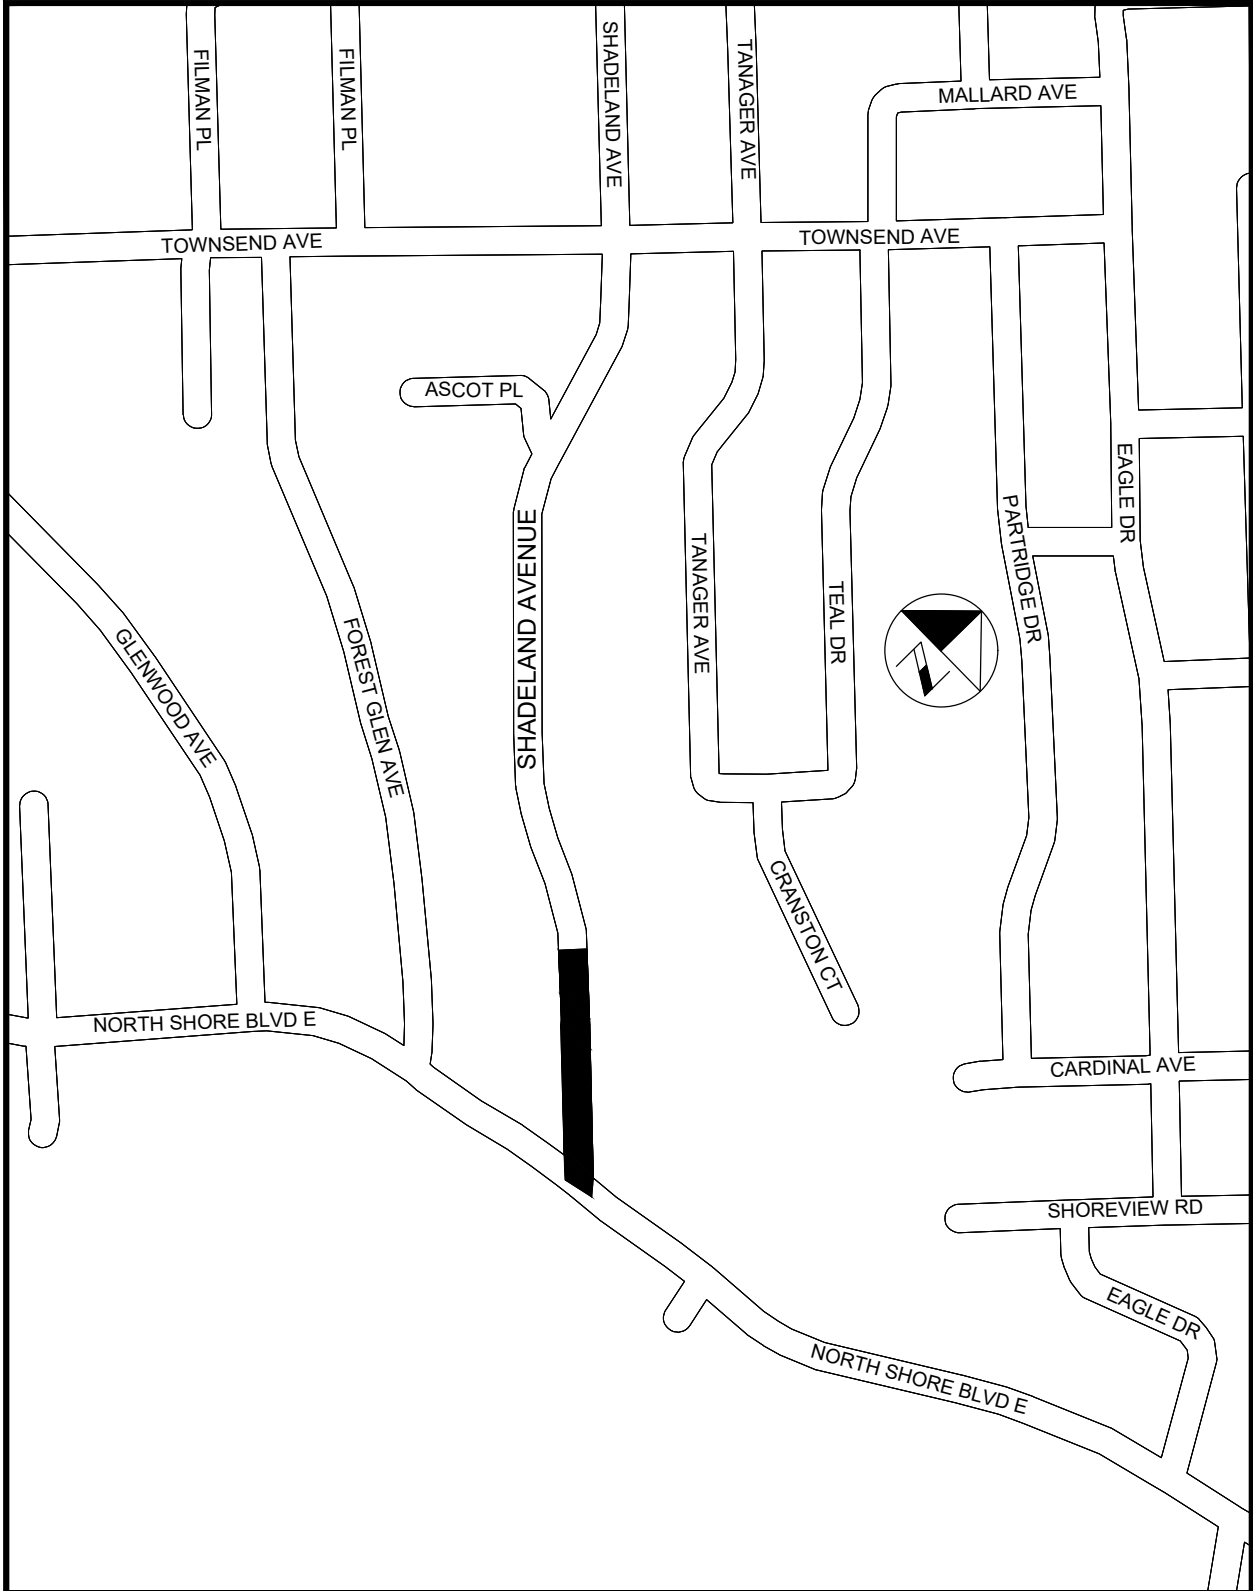 FILMAN PL
FILMAN PL
SHADELAND AVE
TANAGER AVE
MALLARD AVE
TOWNSEND AVE
TOWNSEND AVE
ASCOT PL
EAGLE DR
PARTRIDGE DR
SHADELAND AVENUE
TANAGER AVE
TEAL DR
FOREST GLEN AVE
GLENWOOD AVE
CRANSTON CT
NORTH SHORE BLVD E
CARDINAL AVE
SHOREVIEW RD
EAGLE DR
NORTH SHORE BLVD E